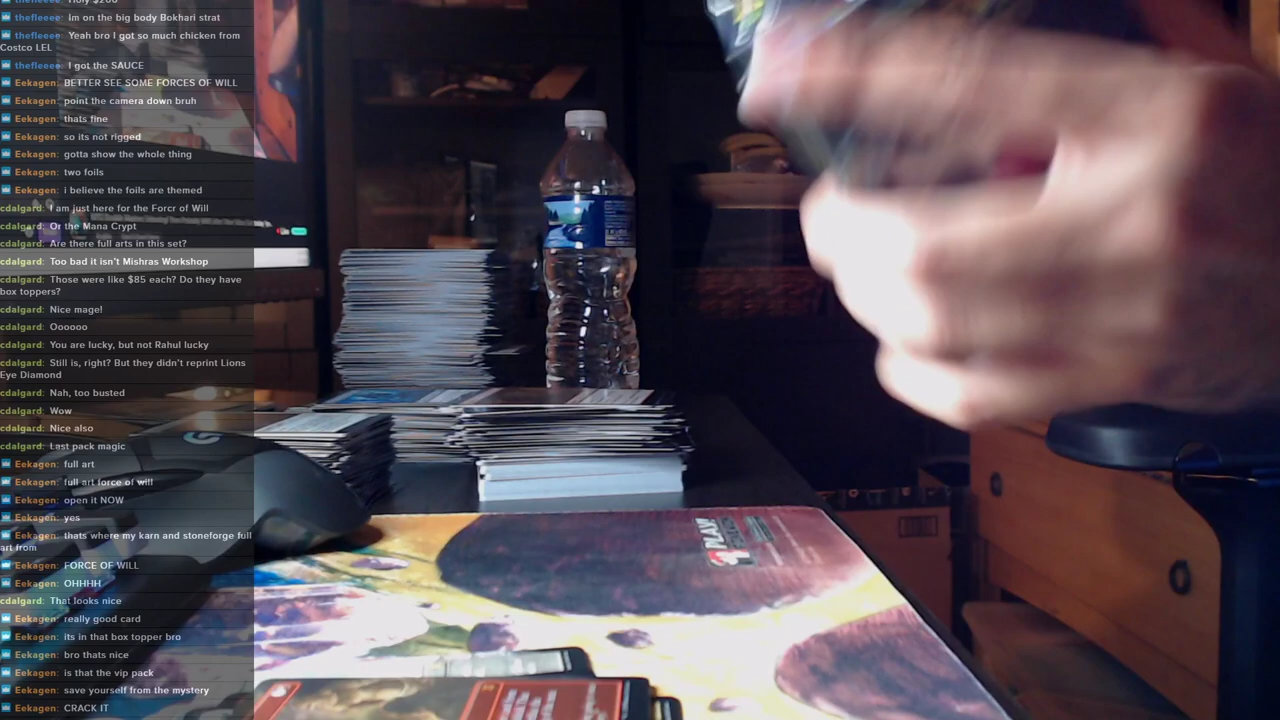 thefleeee: Im on the big body Bokhari strat
thefleeee: Yeah bro I got so much chicken from
Costco LEL
thefleeee: I got the SAUCE
Eekagen: BETTER SEE SOME FORCES OF WILL
Eekagen: point the camera down bruh
Eekagen: thats fine
Eekagen: so its not rigged
Eekagen: gotta show the whole thing
Eekagen: two foils
Eekagen: i believe the foils are themed
cdalgard: I am just here for the Forcr of Will
cdalgard: Or the Mana Crypt
cdalgard: Are there full arts in this set?
cdalgard: Too bad it isn't Mishras Workshop
cdalgard: Those were like $85 each? Do they have
box toppers?
cdalgard: Nice mage!
cdalgard: Oooooo
cdalgard: You are lucky, but not Rahul lucky
cdalgard: Still is, right? But they didn't reprint Lions
Eye Diamond
cdalgard: Nah, too busted
cdalgard: Wow
cdalgard: Nice also
cdalgard: Last pack magic
Eekagen: full art
Eekagen: full art force of will
Eekagen: open it NOW
Eekagen: yes
Eekagen: thats where my karn and stoneforge full
art from
Eekagen: FORCE OF WILL
Eekagen: OHHHH
cdalgard: That looks nice
Eekagen: really good card
Eekagen: its in that box topper bro
Eekagen: bro thats nice
Eekagen: is that the vip pack
Eekagen: save yourself from the mystery
Eekagen: CRACK IT